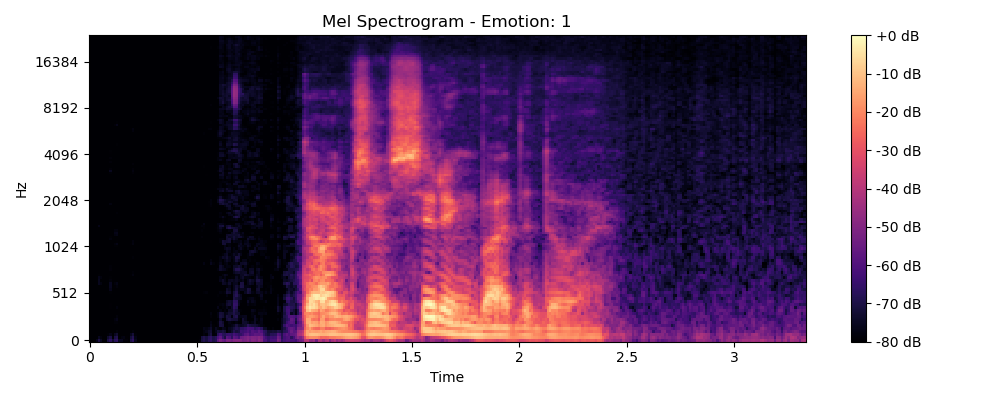 Mel Spectrogram - Emotion: 1
16384
8192
4096
2048
1024
512
0
Hz
0
0.5
1
1.5
2
2.5
3
Time
+0 dB
-10 dB
-20 dB
-30 dB
-40 dB
-50 dB
-60 dB
-70 dB
-80 dB